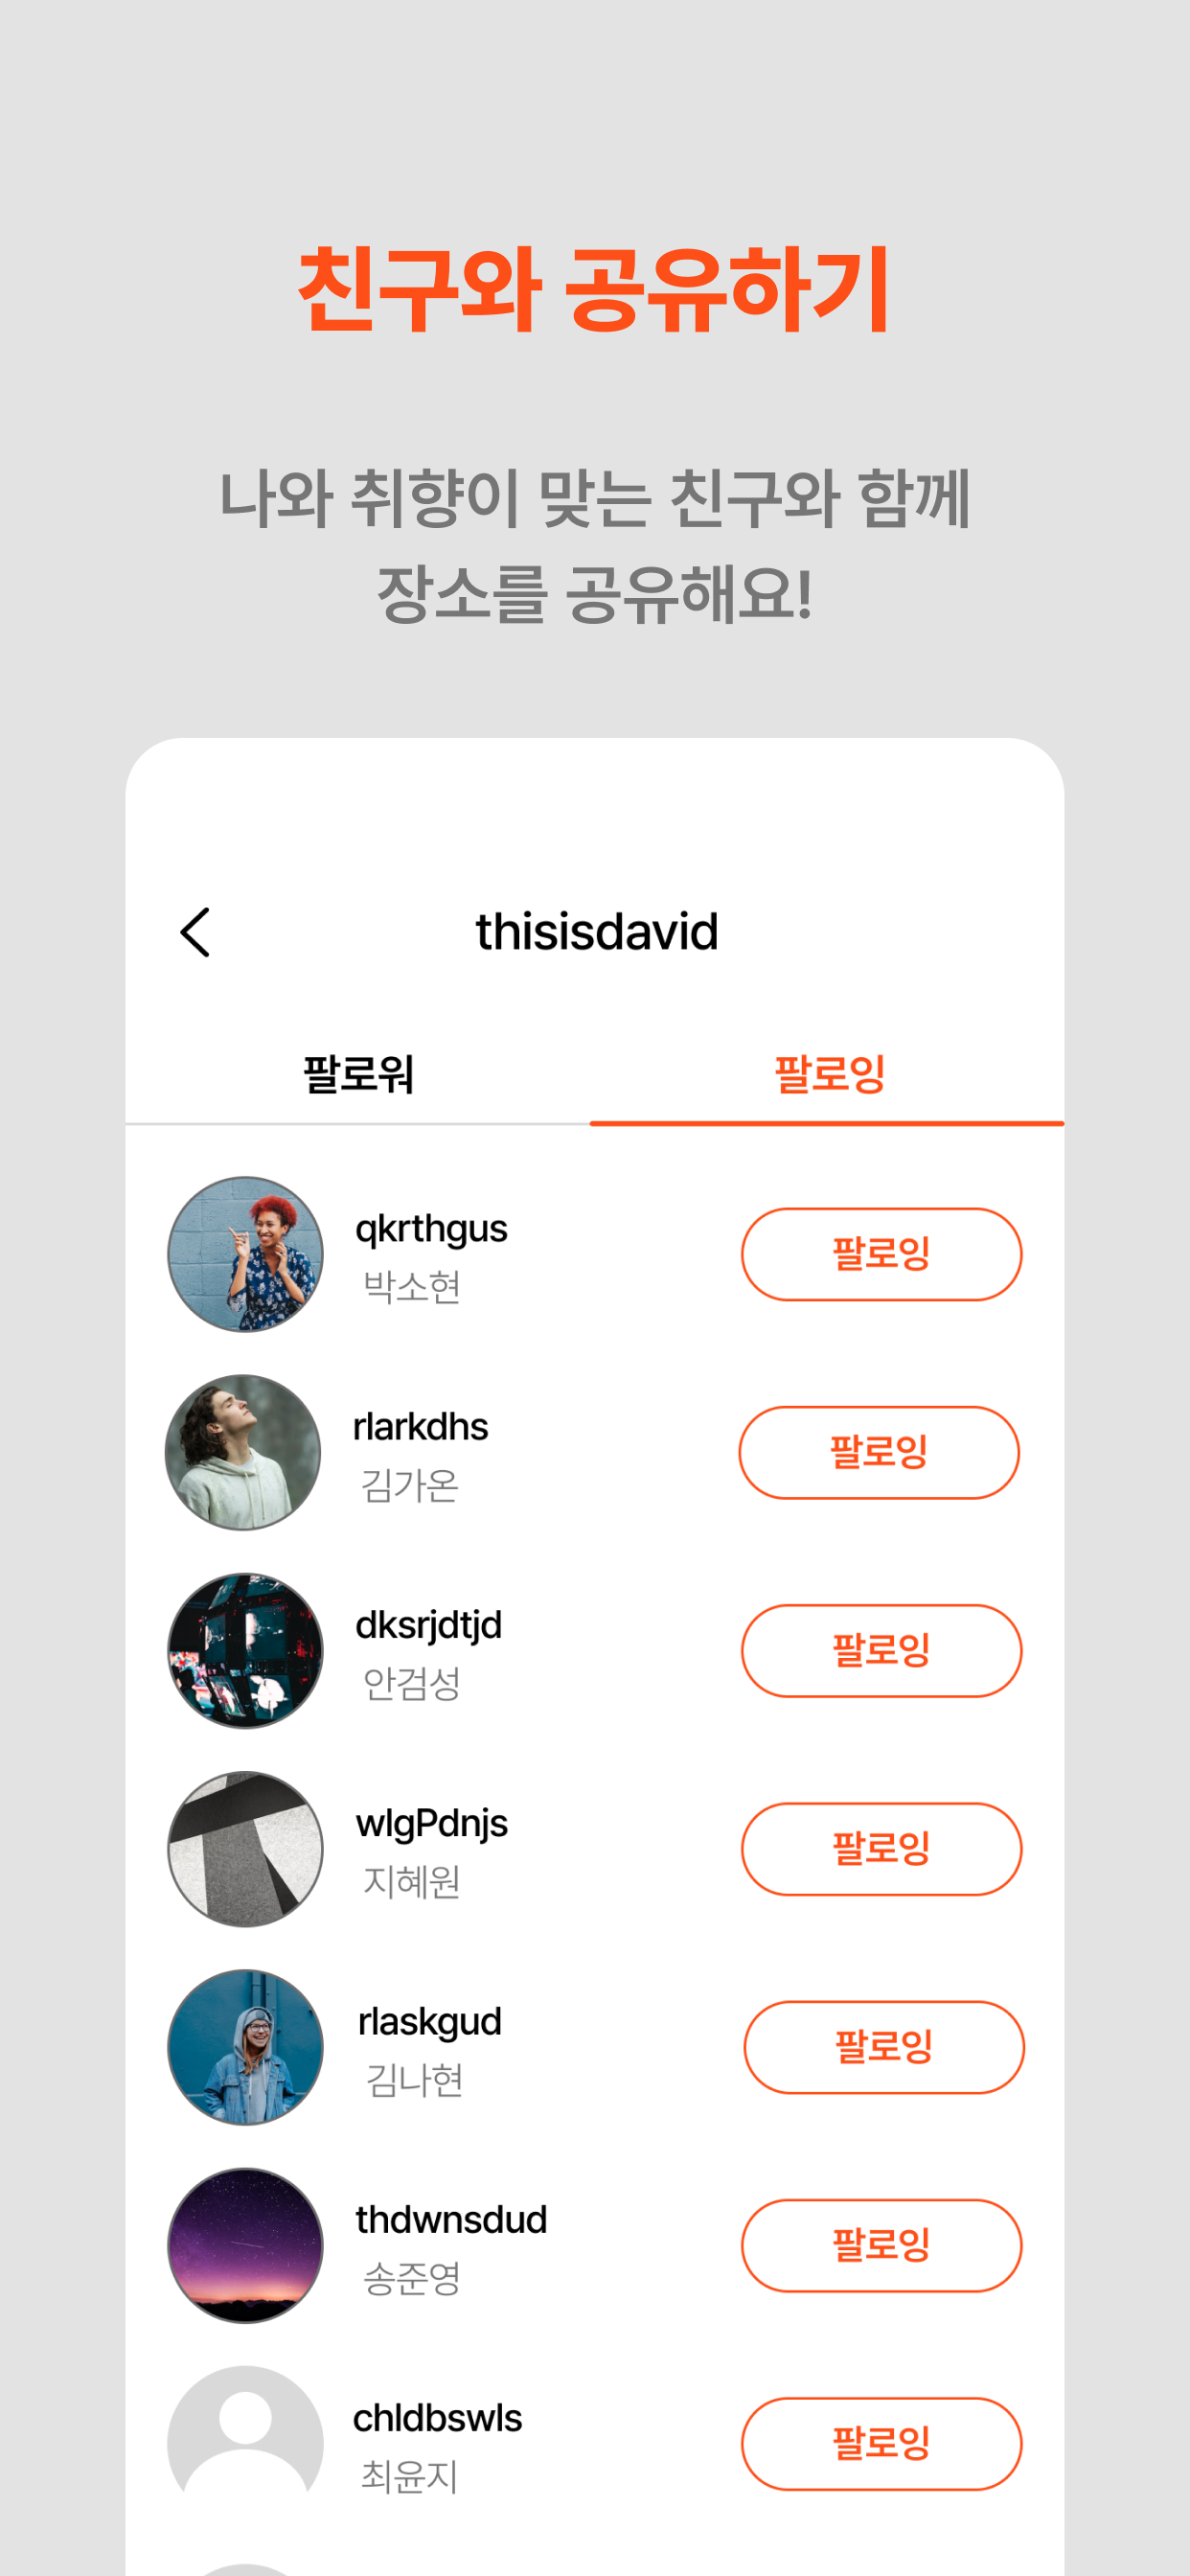 친구와 공유하기
나와 취향이 맞는 친구와 함께
장소를 공유해요!
thisisdavid
팔로워 팔로잉
qkrthgus
박소현
팔로잉
rlarkdhs
김가온
팔로잉
dksrjdtjd
안검성
팔로잉
wlgPdnjs
지혜원
팔로잉
rlaskgud
김나현
팔로잉
thdwnsdud
송준영
팔로잉
chldbswls
최윤지
팔로잉